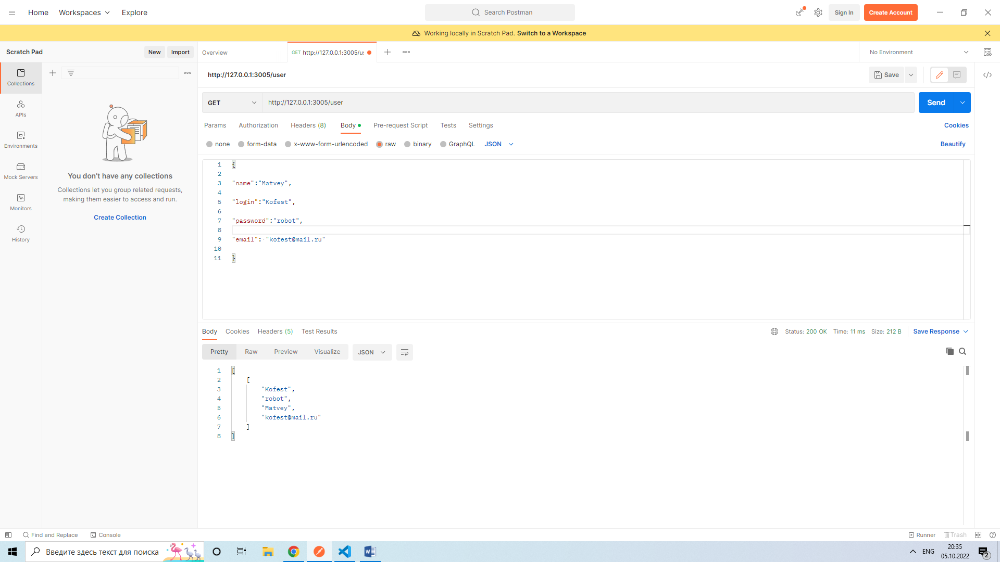 Home Workspaces Explore
Search Postman
Sign In Create Account
Working locally in Scratch Pad. Switch to a Workspace
Scratch Pad New Import
Overview GET http://127.0.0.1:3005/us
No Environment
Collections
APIs
Environments
Mock Servers
Monitors
History
You don't have any collections
Collections let you group related requests,
making them easier to access and run.
Create Collection
http://127.0.0.1:3005/user
Save
GET http://127.0.0.1:3005/user
Send
Params Authorization Headers (8) Body Pre-request Script Tests Settings
Cookies
none form-data x-www-form-urlencoded raw binary GraphQL JSON
Beautify
1 {
2
3 "name":"Matvey",
4
5 "login":"Kofest",
6
7 "password":"robot",
8
9 "email": "kofest@mail.ru"
10
11 }
Body Cookies Headers (5) Test Results
Status: 200 OK Time: 11 ms Size: 212 B Save Response
Pretty Raw Preview Visualize JSON
1 [
2 [
3 "Kofest",
4 "robot",
5 "Matvey",
6 "kofest@mail.ru"
7 ]
8 ]
Find and Replace Console
Runner Trash
Введите здесь текст для поиска
ENG
20:35
05.10.2022
2